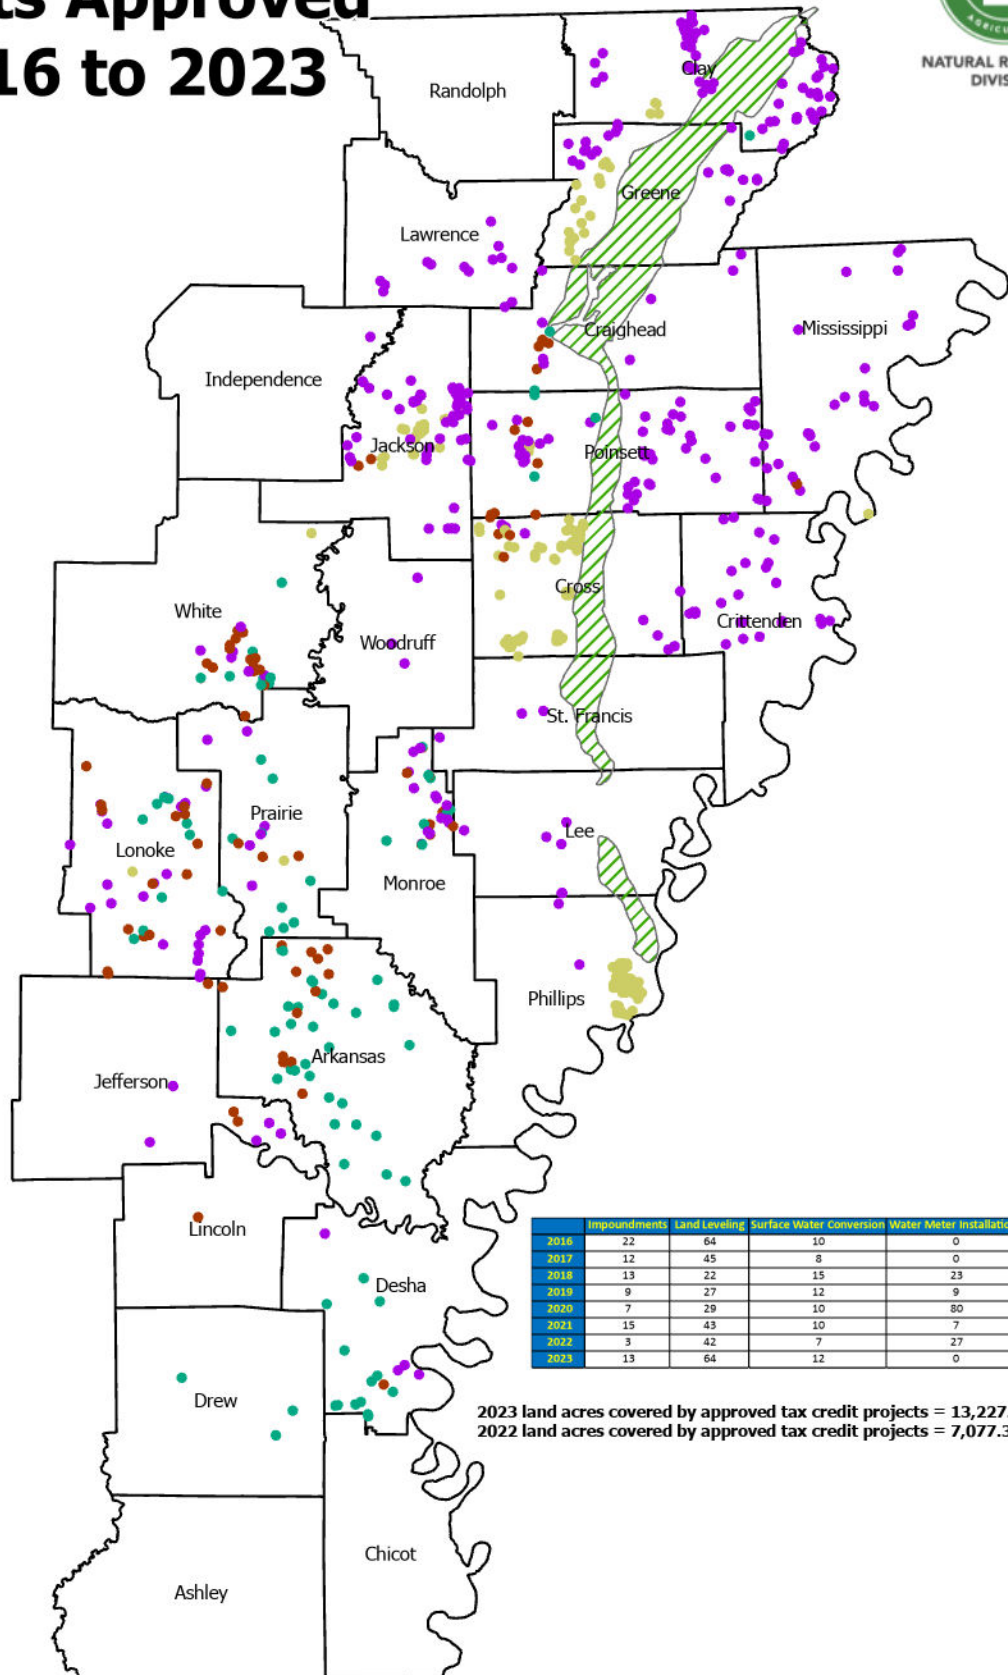 ts Approved
16 to 2023
AGRICU
NATURAL R
DIVIS
Randolph
Clay
Greene
Lawrence
Craighead
Mississippi
Independence
Jackson
Poinsett
Cross
White
Woodruff
Crittenden
St. Francis
Prairie
Lee
Lonoke
Monroe
Phillips
Arkansas
Jefferson
Lincoln
Desha
Drew
Chicot
Ashley
Impoundments Land Leveling Surface Water Conversion Water Meter Installatio
2016 22 64 10 0
2017 12 45 8 0
2018 13 22 15 23
2019 9 27 12 9
2020 7 29 10 80
2021 15 43 10 7
2022 3 42 7 27
2023 13 64 12 0
2023 land acres covered by approved tax credit projects = 13,227.
2022 land acres covered by approved tax credit projects = 7,077.3